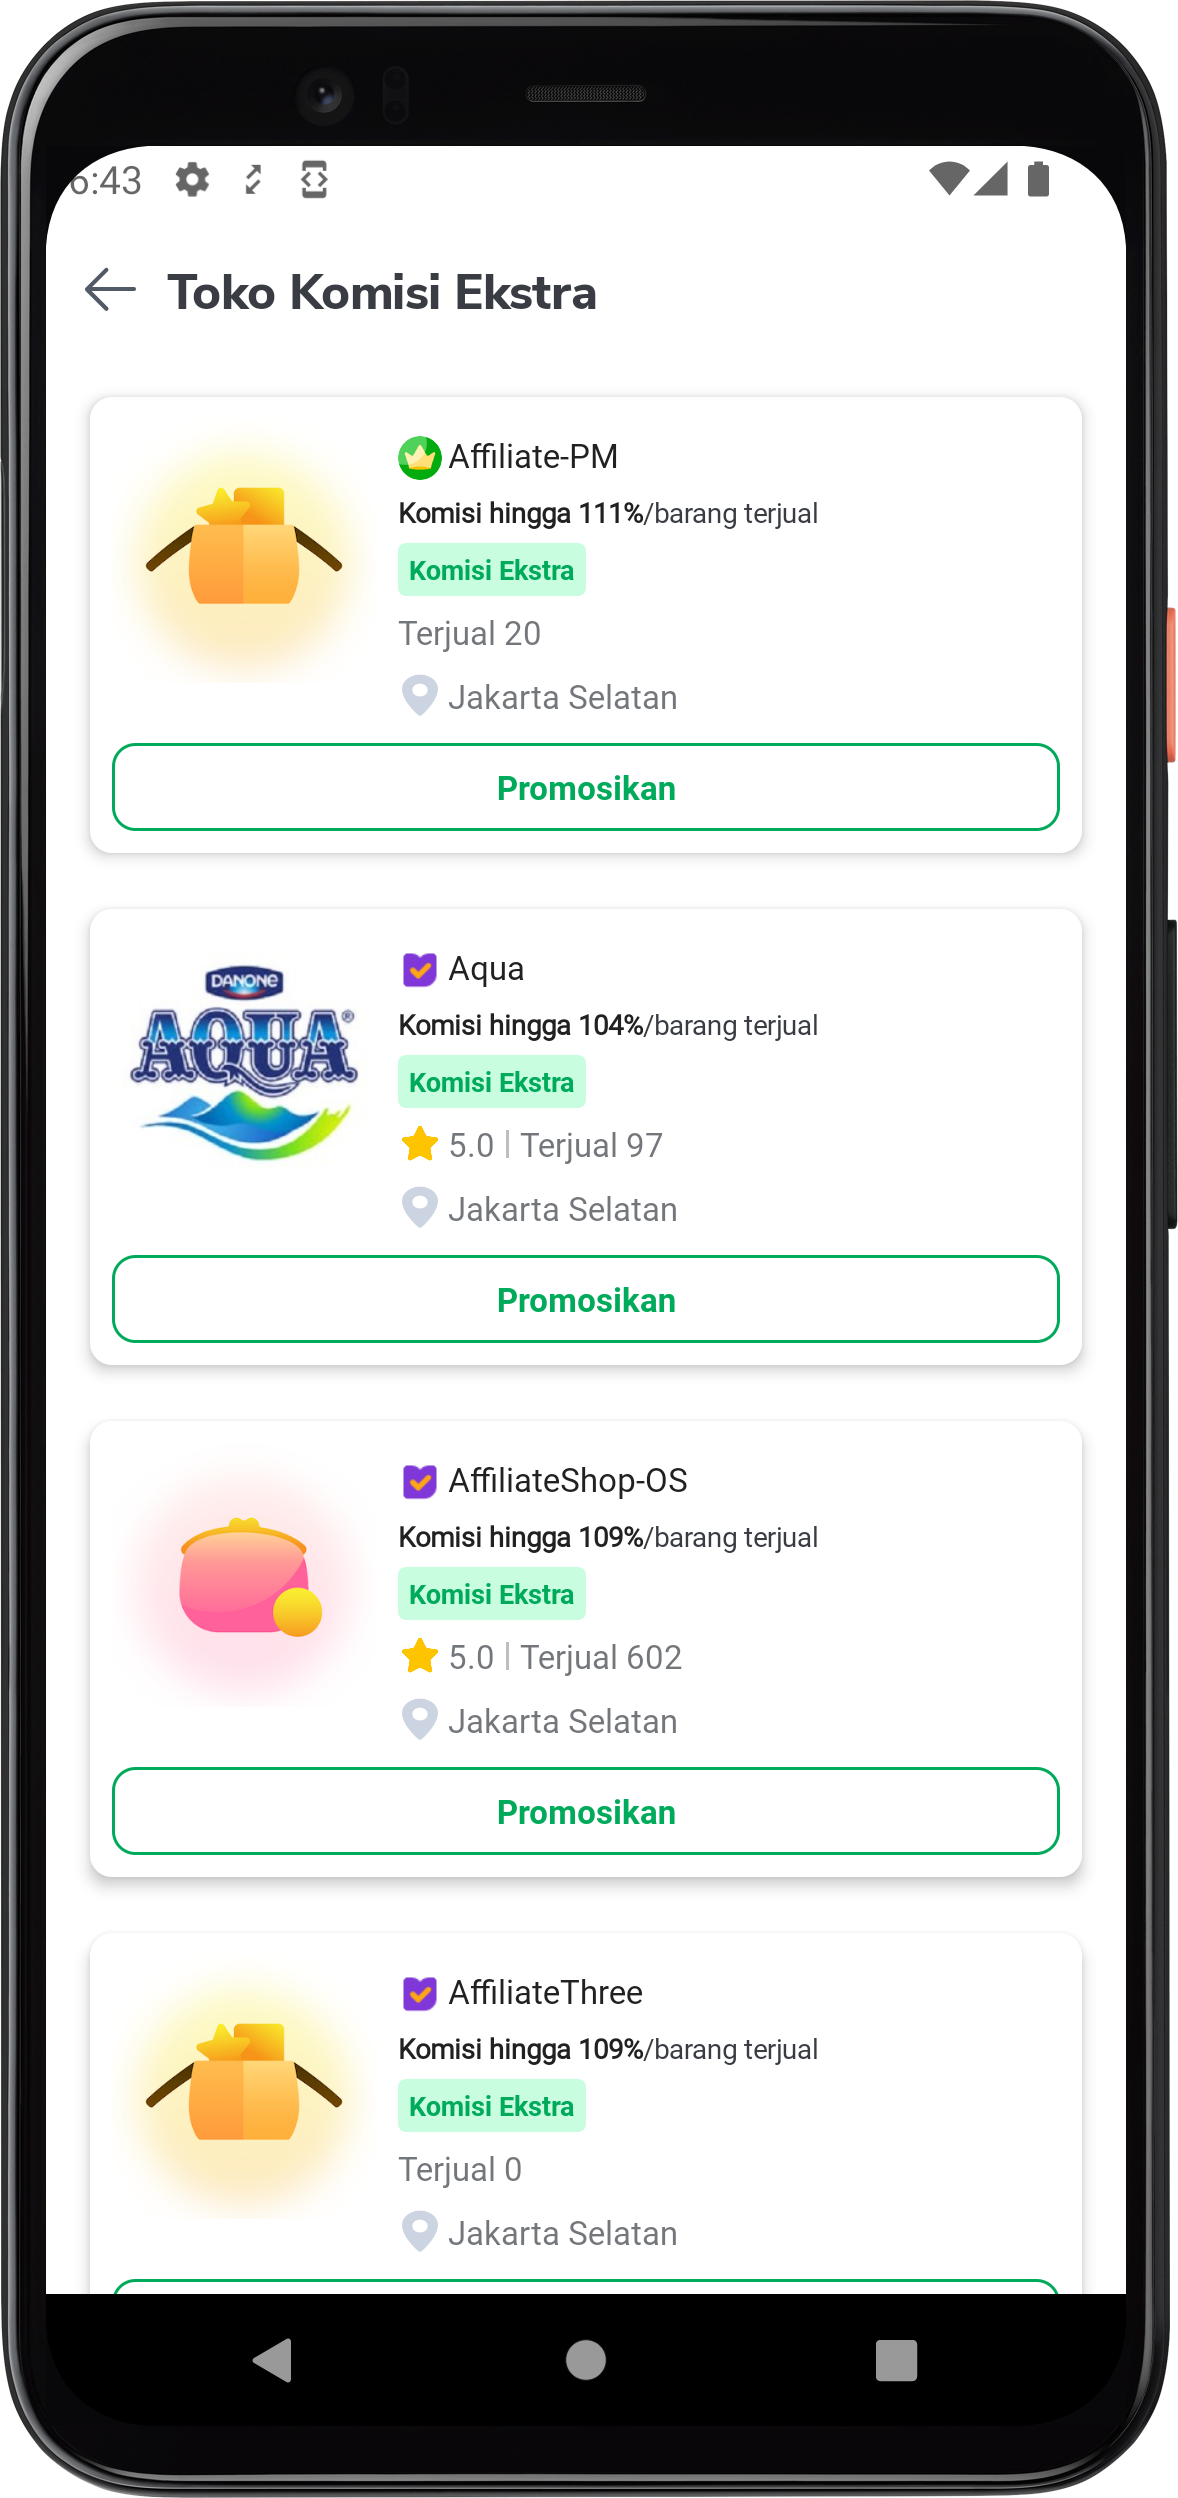 6:43
Toko Komisi Ekstra
Affiliate-PM
Komisi hingga 111%/barang terjual
Komisi Ekstra
Terjual 20
Jakarta Selatan
Promosikan
DANONE
AQUA®
Aqua
Komisi hingga 104%/barang terjual
Komisi Ekstra
5.0 | Terjual 97
Jakarta Selatan
Promosikan
AffiliateShop-OS
Komisi hingga 109%/barang terjual
Komisi Ekstra
5.0 | Terjual 602
Jakarta Selatan
Promosikan
AffiliateThree
Komisi hingga 109%/barang terjual
Komisi Ekstra
Terjual 0
Jakarta Selatan